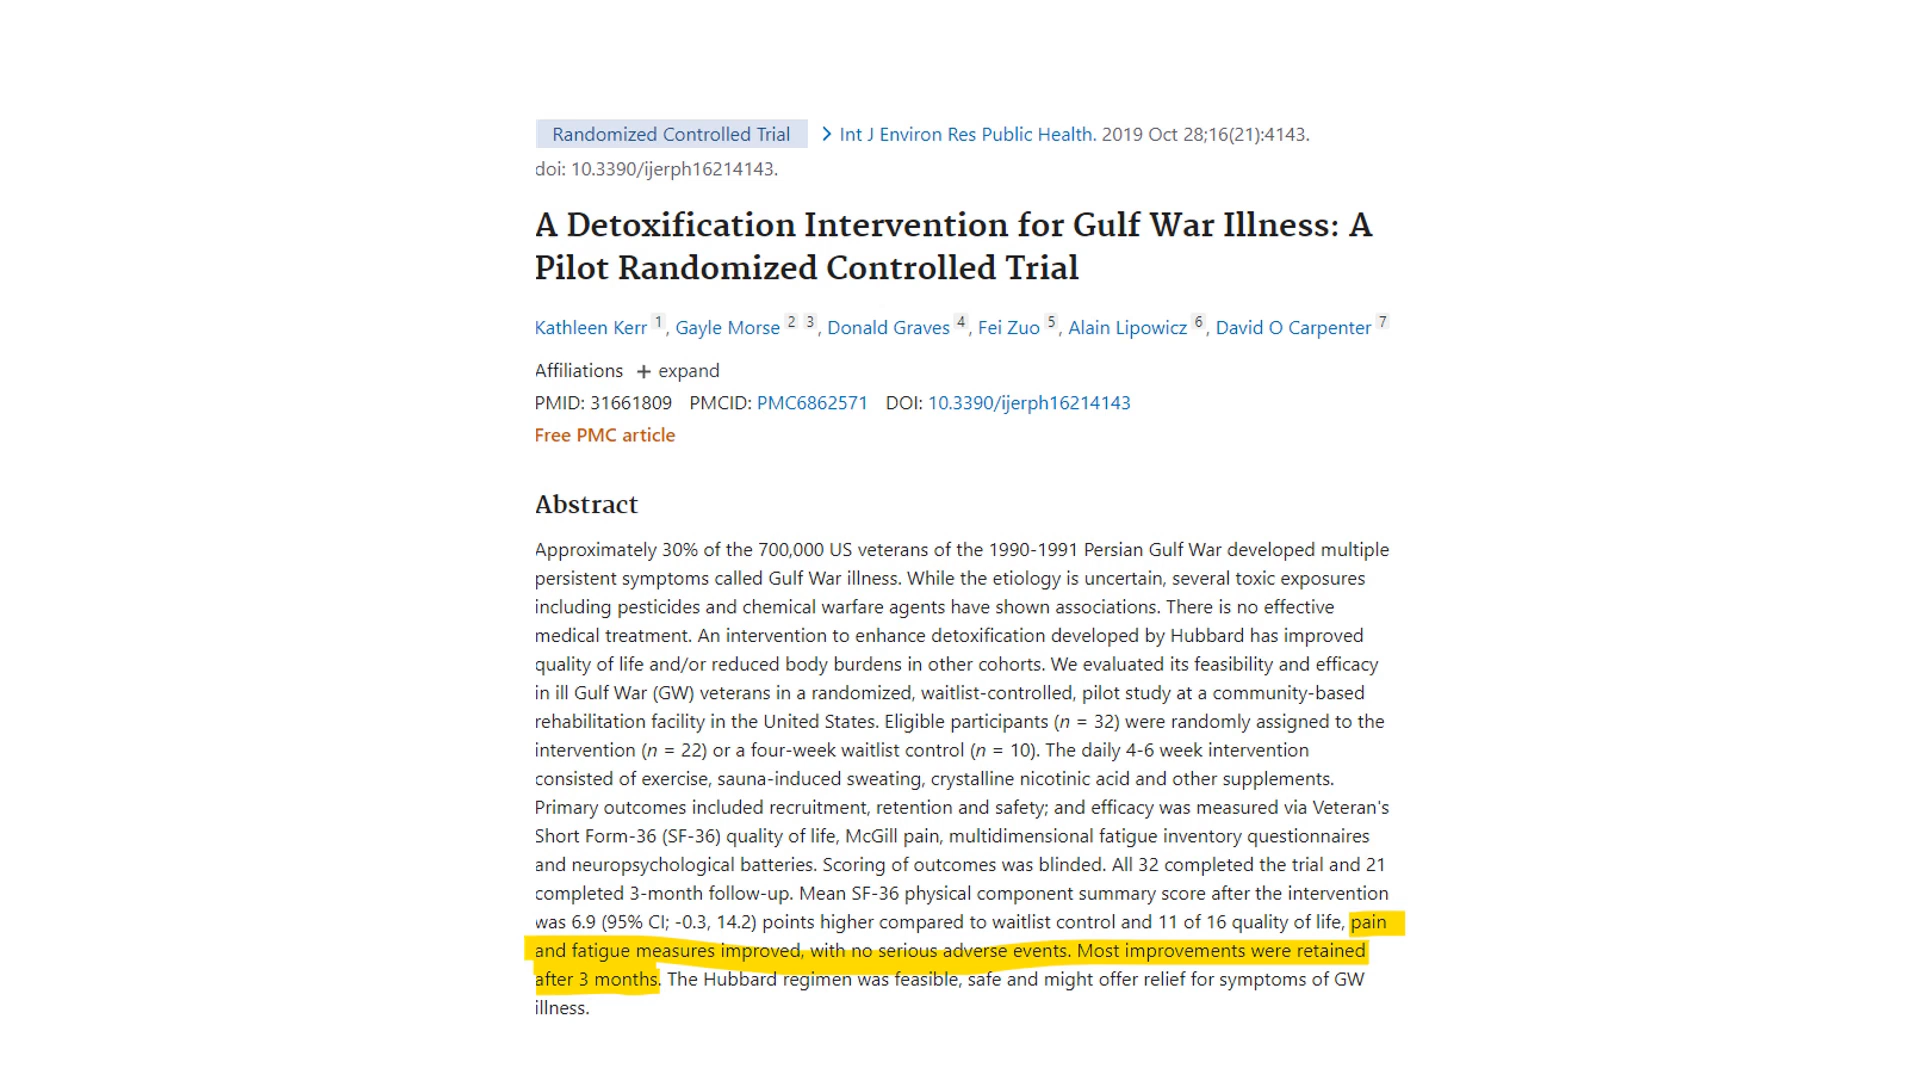 Randomized Controlled Trial > Int J Environ Res Public Health. 2019 Oct 28;16(21):4143.
doi: 10.3390/ijerph16214143.
A Detoxification Intervention for Gulf War Illness: A
Pilot Randomized Controlled Trial
Kathleen Kerr 1, Gayle Morse 2 3, Donald Graves 4, Fei Zuo 5, Alain Lipowicz 6, David O Carpenter 7
Affiliations + expand
PMID: 31661809 PMCID: PMC6862571 DOI: 10.3390/ijerph16214143
Free PMC article
Abstract
Approximately 30% of the 700,000 US veterans of the 1990-1991 Persian Gulf War developed multiple
persistent symptoms called Gulf War illness. While the etiology is uncertain, several toxic exposures
including pesticides and chemical warfare agents have shown associations. There is no effective
medical treatment. An intervention to enhance detoxification developed by Hubbard has improved
quality of life and/or reduced body burdens in other cohorts. We evaluated its feasibility and efficacy
in ill Gulf War (GW) veterans in a randomized, waitlist-controlled, pilot study at a community-based
rehabilitation facility in the United States. Eligible participants (n = 32) were randomly assigned to the
intervention (n = 22) or a four-week waitlist control (n = 10). The daily 4-6 week intervention
consisted of exercise, sauna-induced sweating, crystalline nicotinic acid and other supplements.
Primary outcomes included recruitment, retention and safety; and efficacy was measured via Veteran's
Short Form-36 (SF-36) quality of life, McGill pain, multidimensional fatigue inventory questionnaires
and neuropsychological batteries. Scoring of outcomes was blinded. All 32 completed the trial and 21
completed 3-month follow-up. Mean SF-36 physical component summary score after the intervention
was 6.9 (95% CI; -0.3, 14.2) points higher compared to waitlist control and 11 of 16 quality of life, pain
and fatigue measures improved, with no serious adverse events. Most improvements were retained
after 3 months. The Hubbard regimen was feasible, safe and might offer relief for symptoms of GW
illness.